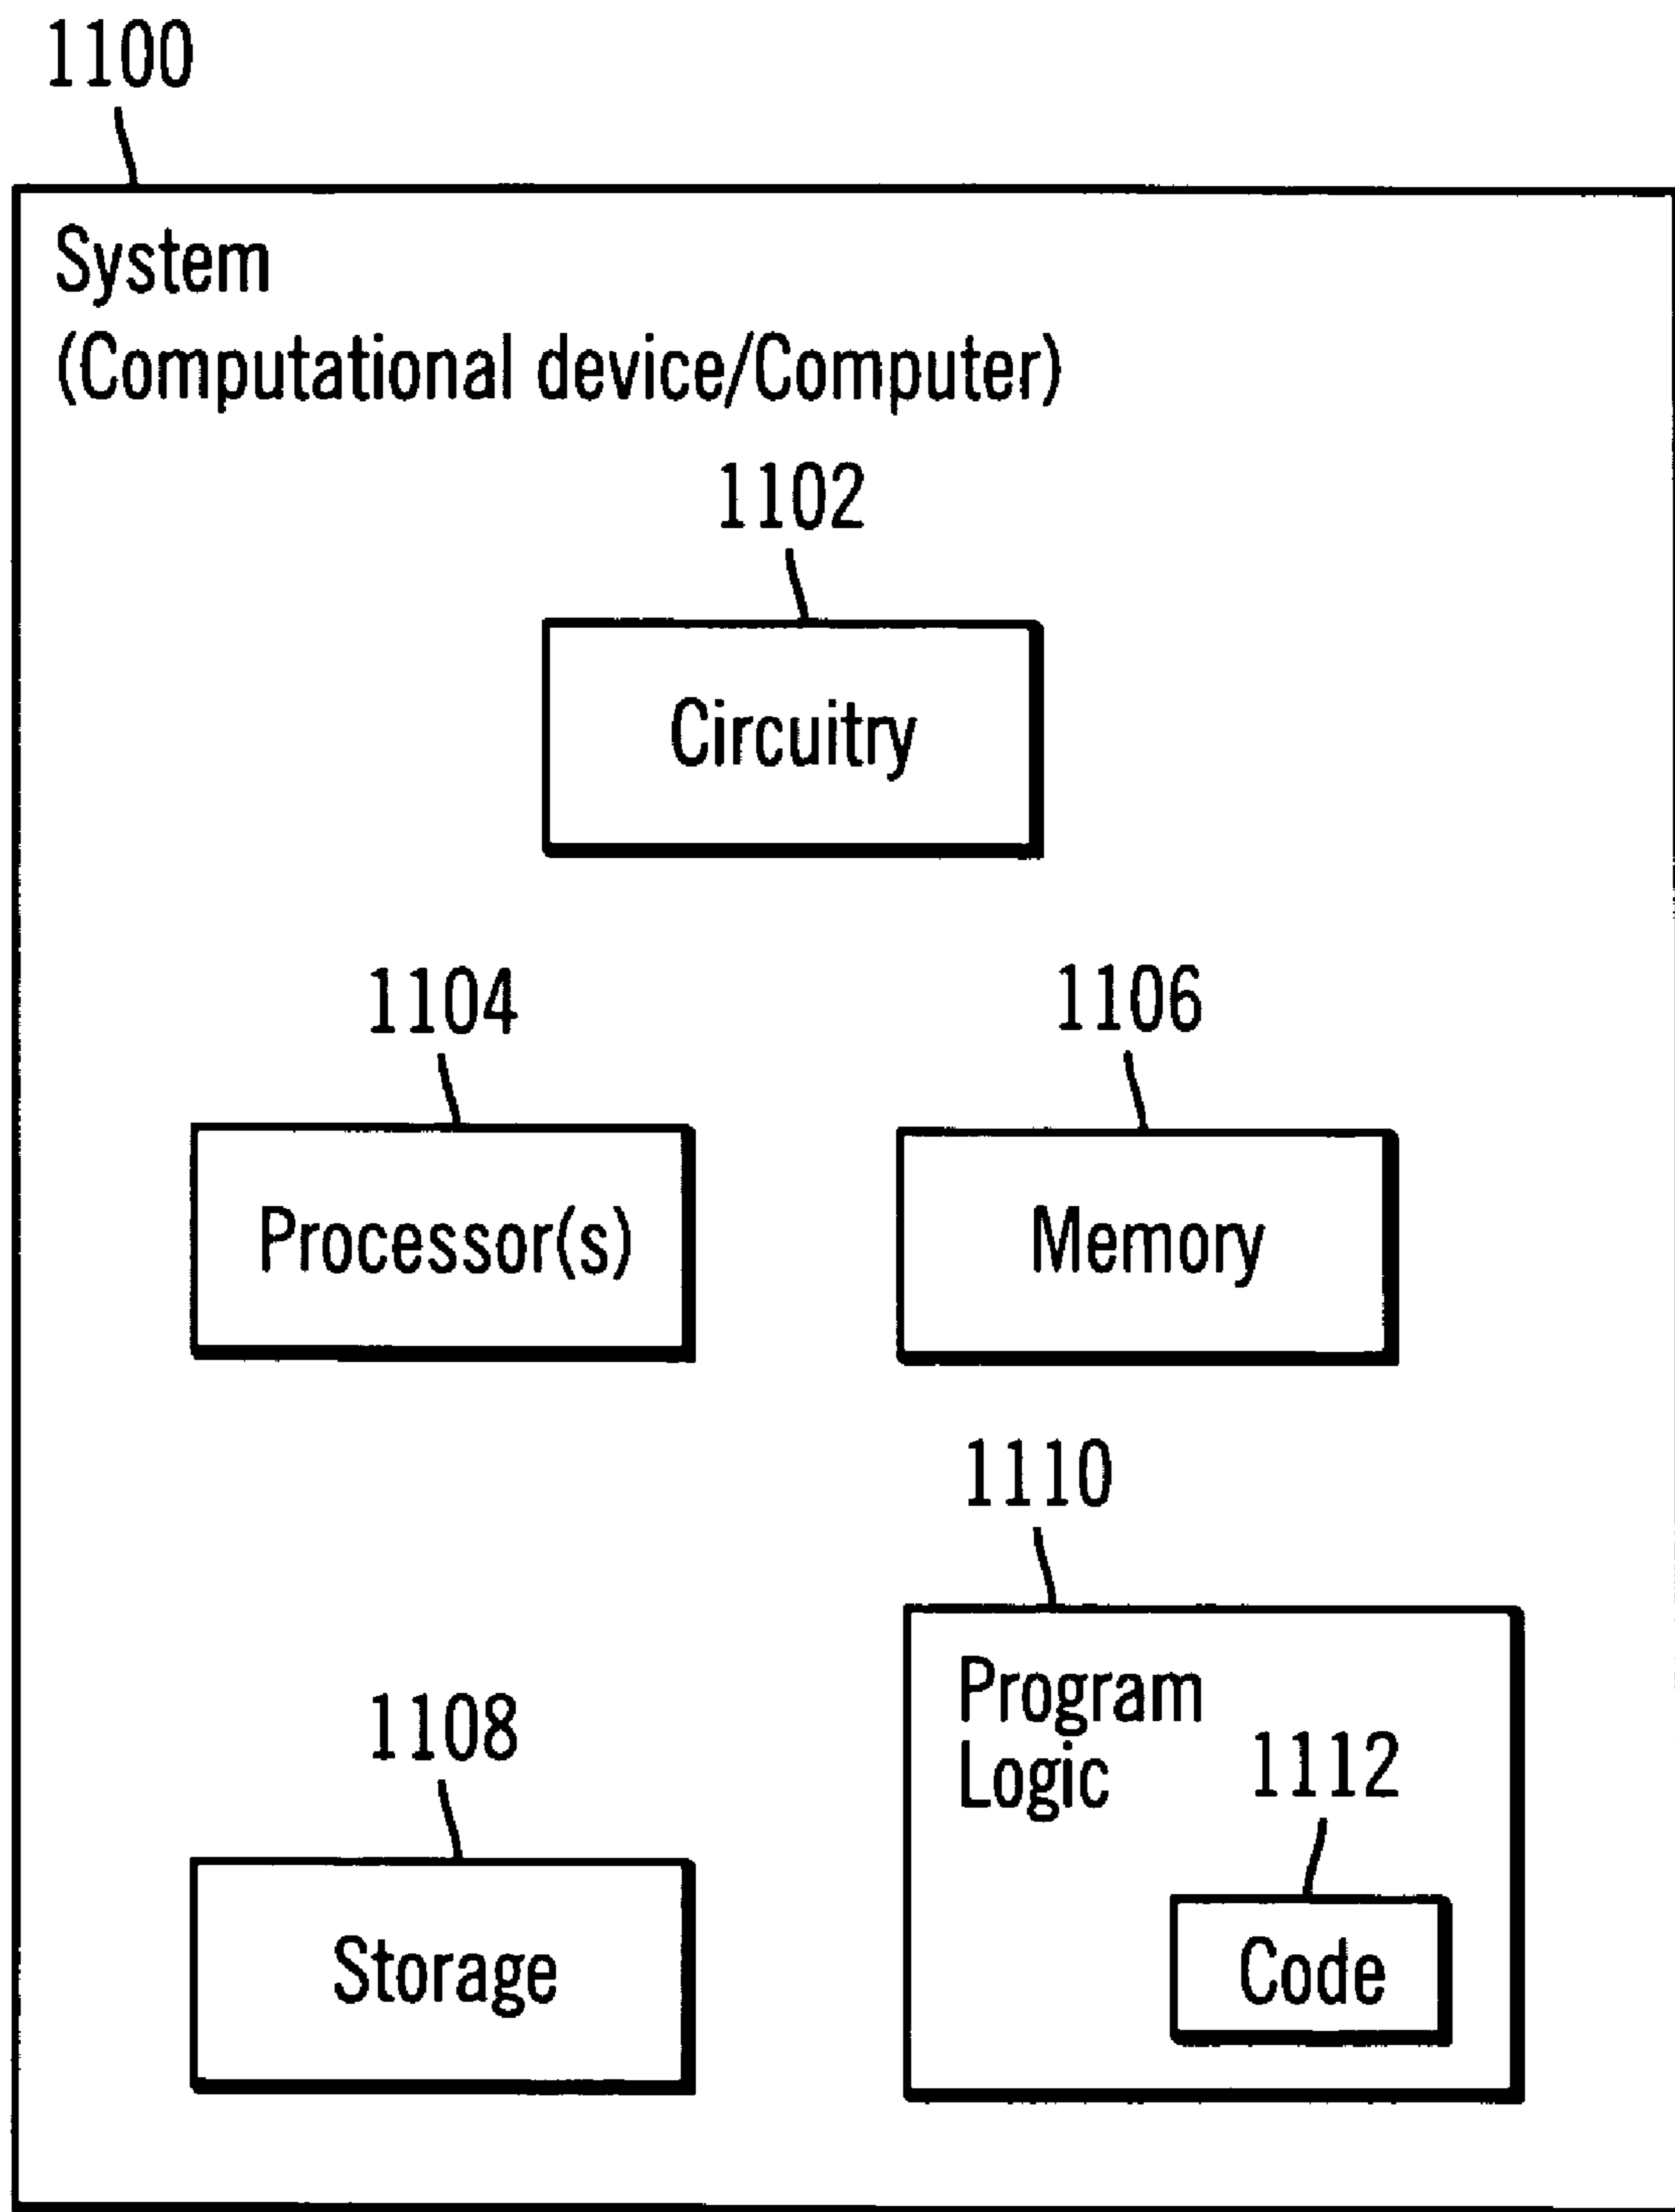 1100
System
(Computational device/Computer)
1102
Circuitry
1104
Processor(s)
1106
Memory
1108
Storage
1110
Program
Logic
1112
Code